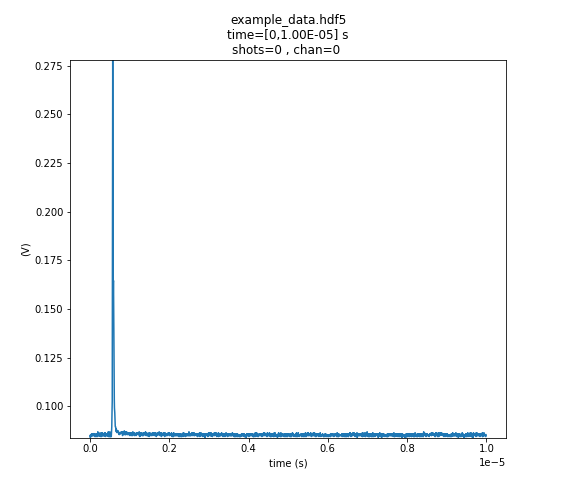 example_data.hdf5
time=[0,1.00E-05] s
shots=0 , chan=0
0.275
0.250
0.225
0.200
0.175
0.150
0.125
0.100
(V)
0.0
0.2
0.4
0.6
0.8
1.0
1e−5
time (s)